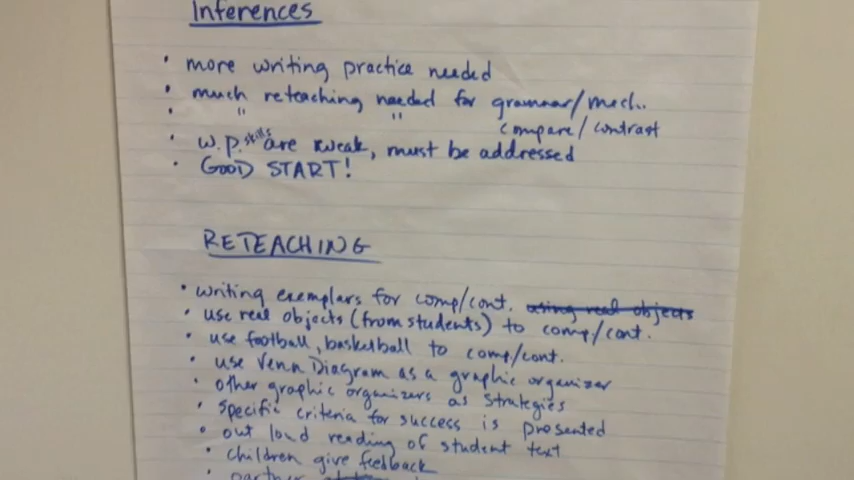 Inferences
• more writing practice needed
• much reteaching needed for grammar/mech.
• " " compare/contrast
• w.p. skills are weak, must be addressed
• GOOD START!
RETEACHING
• writing exemplars for comp/cont. using real objects
• use real objects (from students) to comp/cont.
• use football, basketball to comp/cont.
• use Venn Diagram as a graphic organizer
• other graphic organizers as strategies
• specific criteria for success is presented
• out loud reading of student text
• children give feedback
• partner